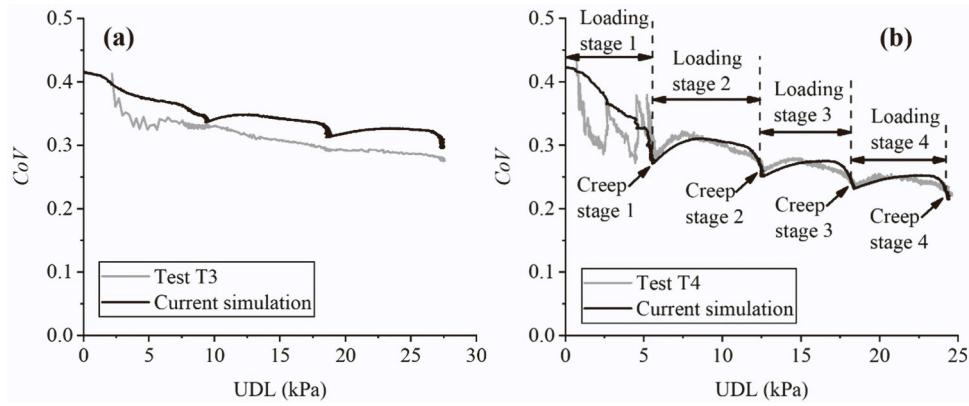 (a)
CoV
0.5
0.4
0.3
0.2
0.1
0.0
Test T3
Current simulation
0
5
10
15
20
25
30
UDL (kPa)
(b)
CoV
0.5
0.4
0.3
0.2
0.1
0.0
Loading
stage 1
Loading
stage 2
Loading
stage 3
Loading
stage 4
Creep
stage 1
Creep
stage 2
Creep
stage 3
Creep
stage 4
Test T4
Current simulation
0
5
10
15
20
25
UDL (kPa)